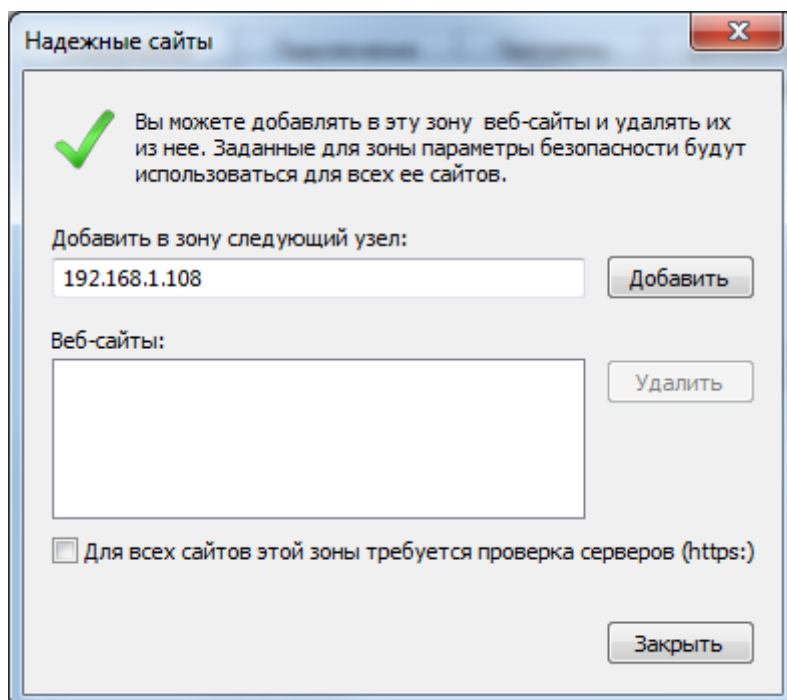 Надежные сайты
Вы можете добавлять в эту зону веб-сайты и удалять их
из нее. Заданные для зоны параметры безопасности будут
использоваться для всех ее сайтов.
Добавить в зону следующий узел:
192.168.1.108
Добавить
Веб-сайты:
Удалить
Для всех сайтов этой зоны требуется проверка серверов (https:)
Закрыть